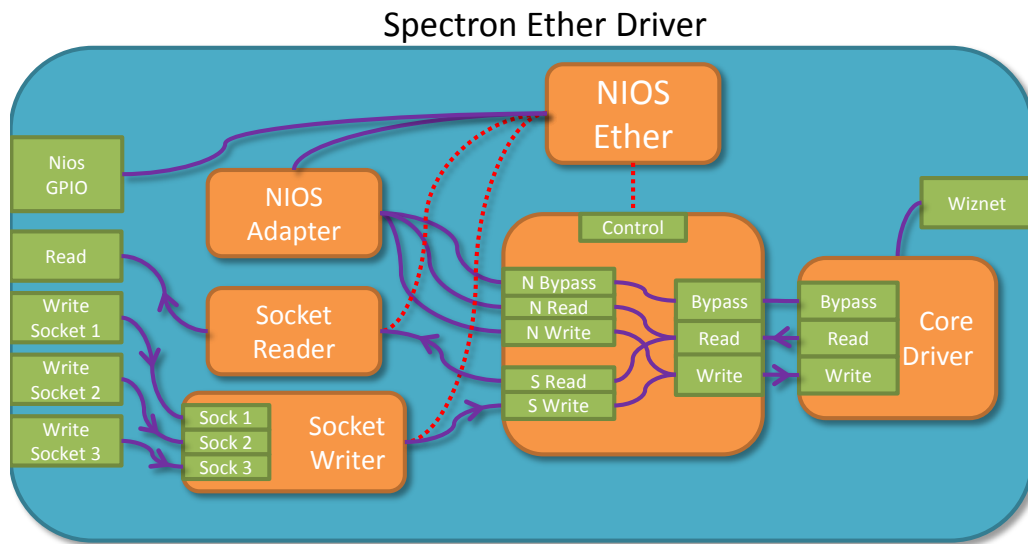 Spectron Ether Driver
NIOS
Ether
Nios
GPIO
NIOS
Adapter
Wiznet
Control
Read
N Bypass
N Read
N Write
Bypass
Read
Write
Bypass
Read
Write
Core
Driver
Write
Socket 1
Socket
Reader
Write
Socket 2
S Read
S Write
Write
Socket 3
Sock 1
Sock 2
Sock 3
Socket
Writer